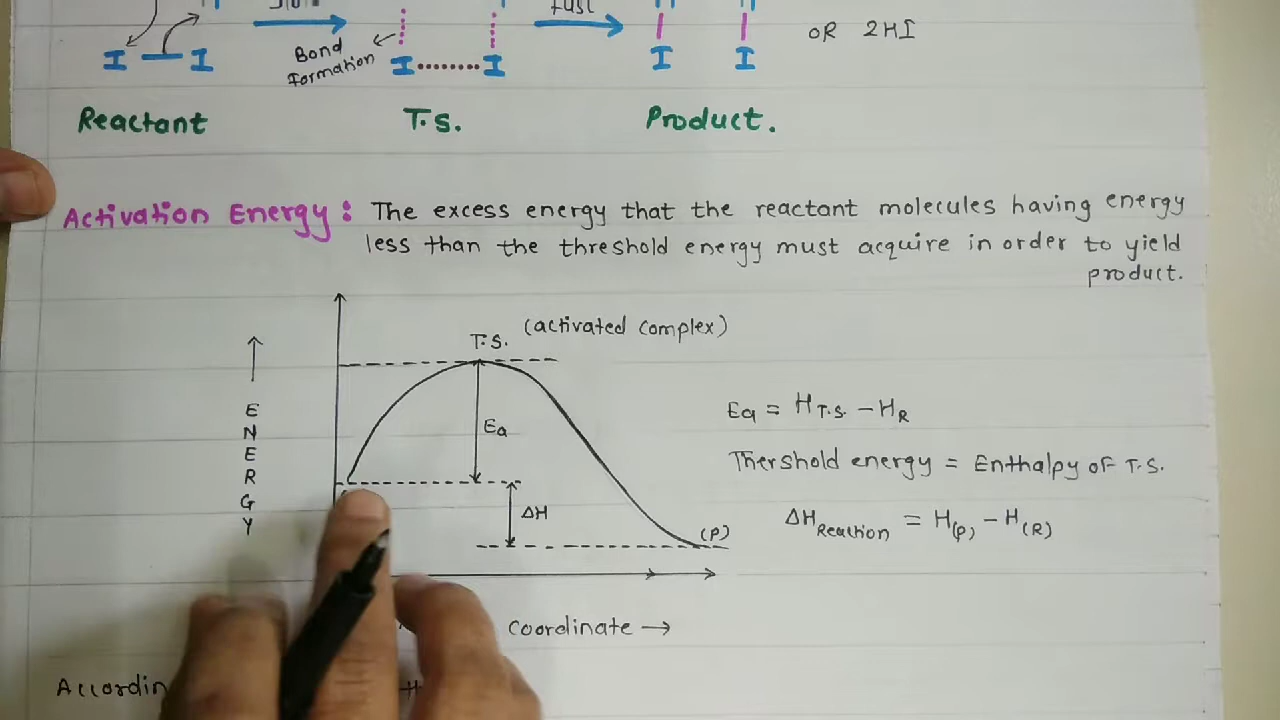 fast
OR 2HI
I I
Bond
Formation
I I
I I
Reactant T.S. Product.
Activation Energy : The excess energy that the reactant molecules having energy
less than the threshold energy must acquire in order to yield
product.
T.S. (activated complex)
ENERGY
Ea
Ea = HT.S. - HR
Thershold energy = Enthalpy of T.S.
ΔH
ΔHReaction = H(P) - H(R)
(P)
Coordinate →